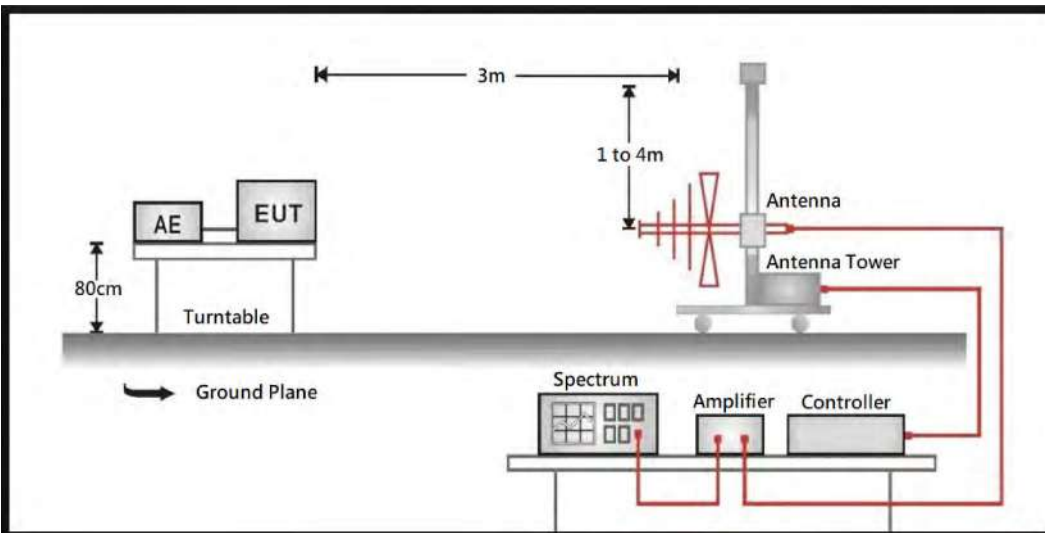 3m
1 to 4m
AE
EUT
Antenna
Antenna Tower
80cm
Turntable
Ground Plane
Spectrum
Amplifier
Controller